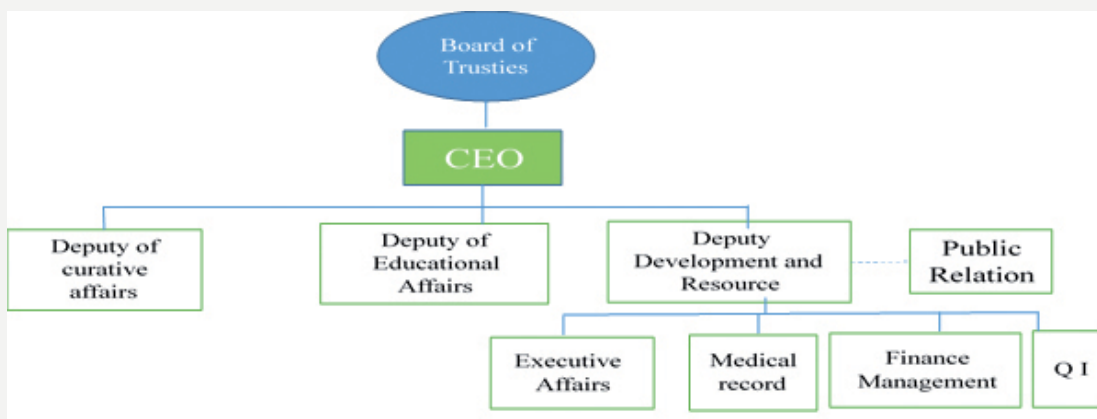 Board of
Trusties
CEO
Deputy of
curative
affairs
Deputy of
Educational
Affairs
Deputy
Development and
Resource
Public
Relation
Executive
Affairs
Medical
record
Finance
Management
Q I